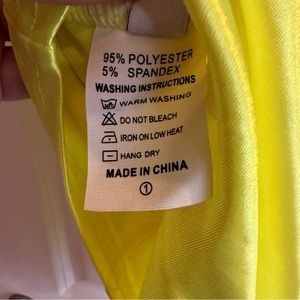 95% POLYESTER
5% SPANDEX
WASHING INSTRUCTIONS
WARM WASHING
DO NOT BLEACH
IRON ON LOW HEAT
HANG DRY
MADE IN CHINA
1